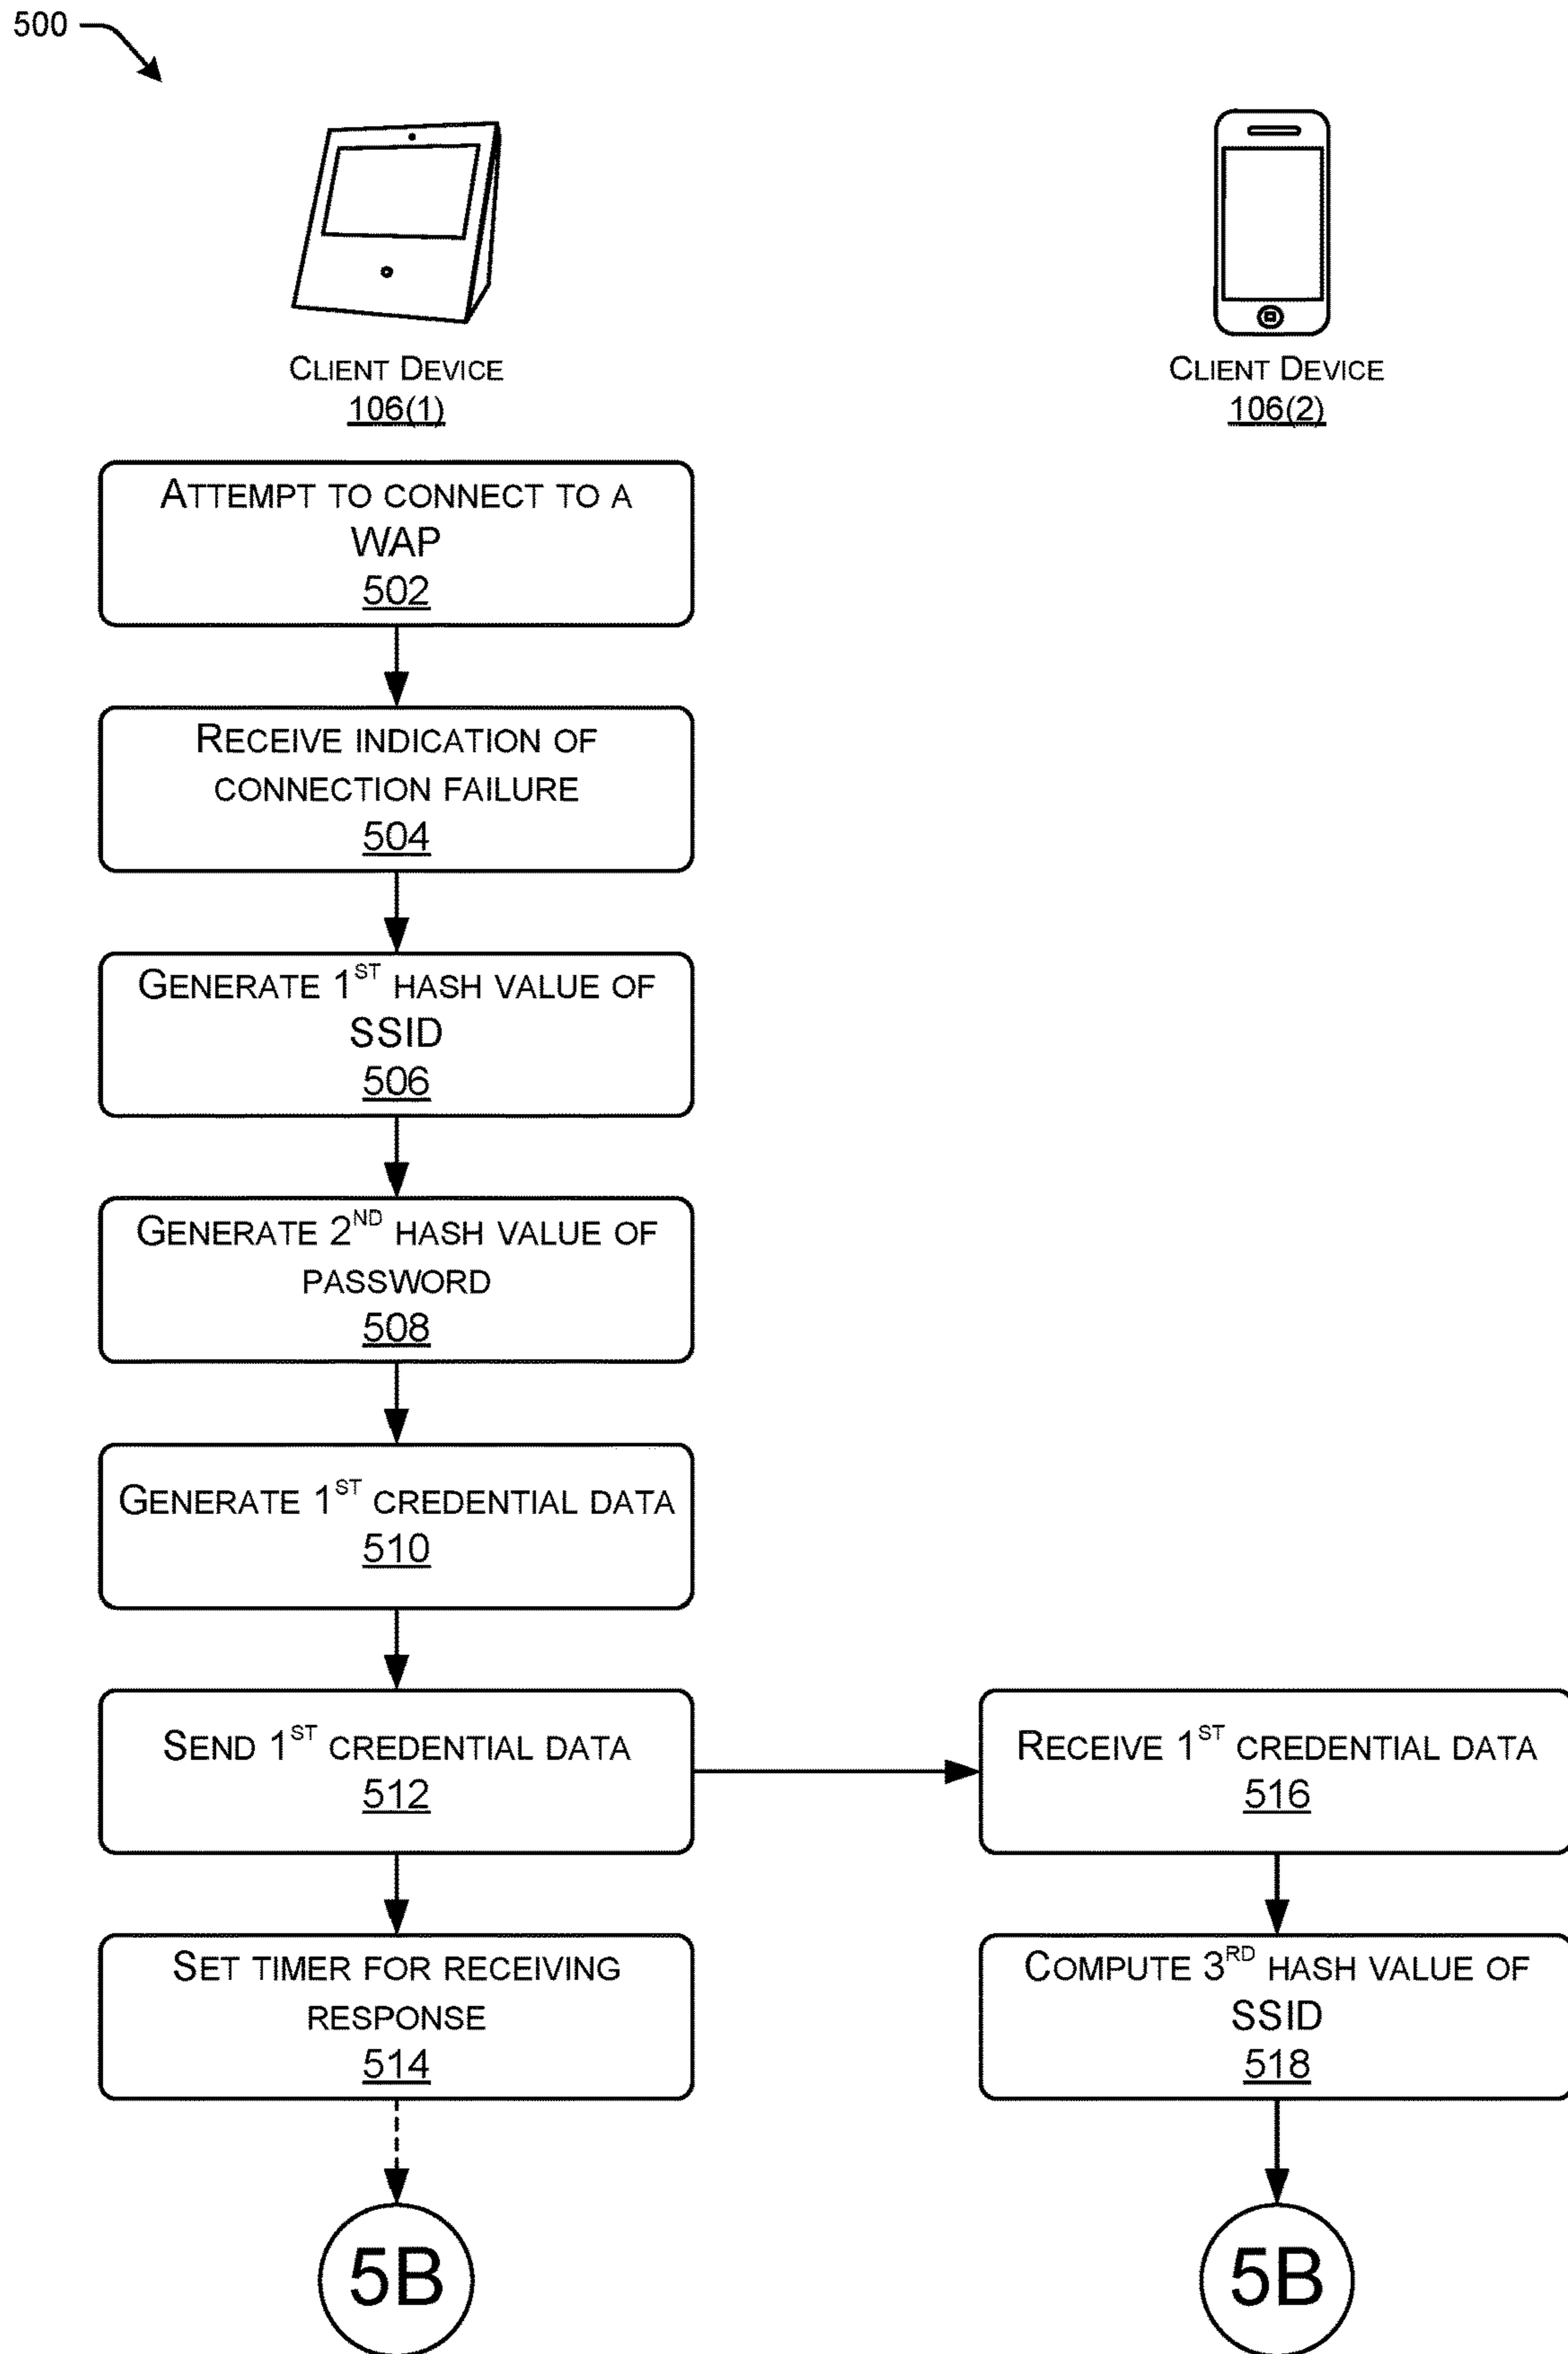 500
CLIENT DEVICE
106(1)
CLIENT DEVICE
106(2)
ATTEMPT TO CONNECT TO A
WAP
502
RECEIVE INDICATION OF
CONNECTION FAILURE
504
GENERATE 1ST HASH VALUE OF
SSID
506
GENERATE 2ND HASH VALUE OF
PASSWORD
508
GENERATE 1ST CREDENTIAL DATA
510
SEND 1ST CREDENTIAL DATA
512
RECEIVE 1ST CREDENTIAL DATA
516
SET TIMER FOR RECEIVING
RESPONSE
514
COMPUTE 3RD HASH VALUE OF
SSID
518
5B
5B